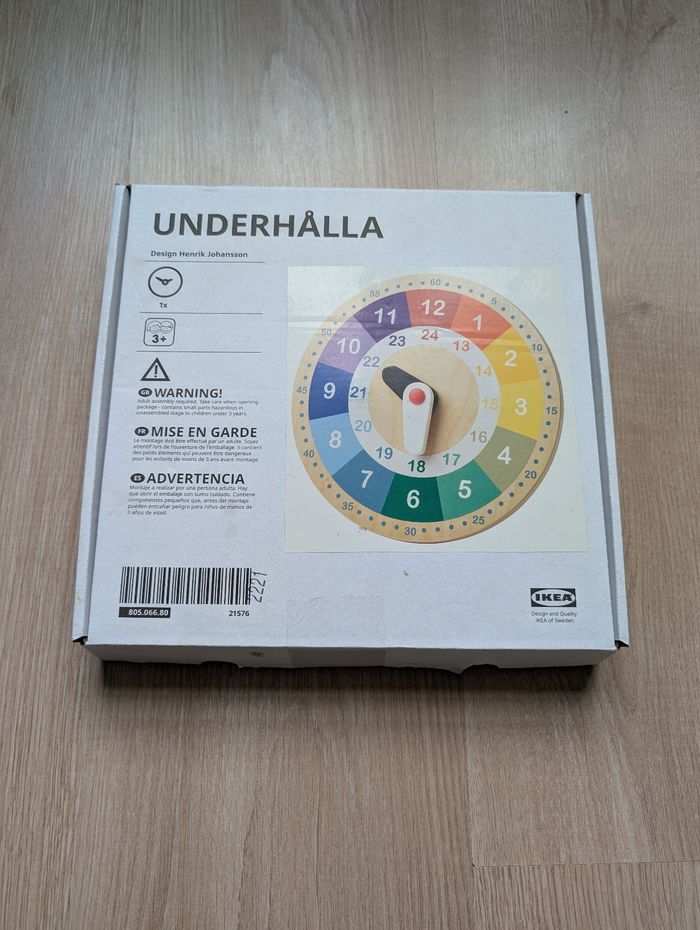 UNDERHÅLLA
Design Henrik Johansson
1x
3+
GB WARNING!
Adult assembly required. Take care when opening
package - contains small parts hazardous in
unassembled stage to children under 3 years.
FR MISE EN GARDE
Le montage doit être effectué par un adulte. Soyez
attentif lors de l'ouverture de l'emballage. Il contient
des petits éléments qui peuvent être dangereux
pour les enfants de moins de 3 ans avant montage.
ES ADVERTENCIA
Montaje a realizar por una persona adulta. Hay
que abrir el embalaje con sumo cuidado. Contiene
componentes pequeños que, antes del montaje
pueden entrañar peligro para niños de menos de
3 años de edad.
60
5
10
15
20
25
30
35
40
45
50
55
12
1
2
3
4
5
6
7
8
9
10
11
24
13
14
15
16
17
18
19
20
21
22
23
2221
805.066.80
21576
IKEA
Design and Quality
IKEA of Sweden